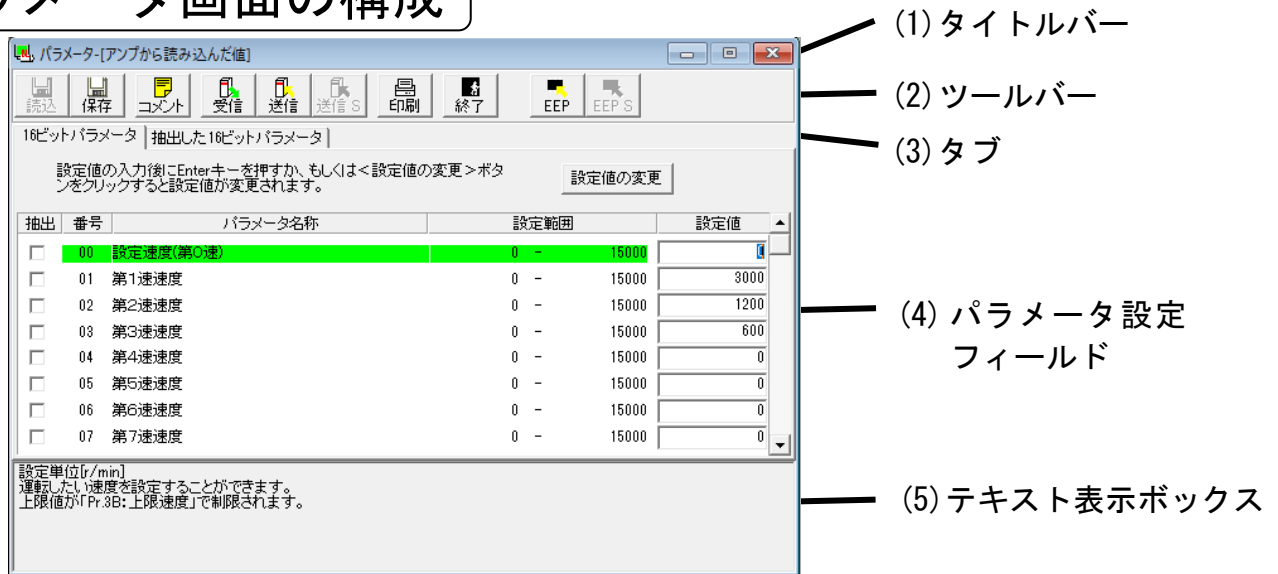 ラメータ画面の構成
(1)タイトルバー
パラメータ-[アンプから読み込んだ値]
読込 保存 コメント 受信 送信 送信 S 印刷 終了 EEP EEP S
(2)ツールバー
16ビットパラメータ 抽出した16ビットパラメータ
(3)タブ
設定値の入力後にEnterキーを押すか、もしくは<設定値の変更>ボタ
ンをクリックすると設定値が変更されます。
設定値の変更
抽出 番号 パラメータ名称 設定範囲 設定値
00 設定速度(第0速) 0 - 15000 0
01 第1速速度 0 - 15000 3000
02 第2速速度 0 - 15000 1200
03 第3速速度 0 - 15000 600
04 第4速速度 0 - 15000 0
05 第5速速度 0 - 15000 0
06 第6速速度 0 - 15000 0
07 第7速速度 0 - 15000 0
(4)パラメータ設定
フィールド
設定単位[r/min]
運転したい速度を設定することができます。
上限値が「Pr.3B:上限速度」で制限されます。
(5)テキスト表示ボックス